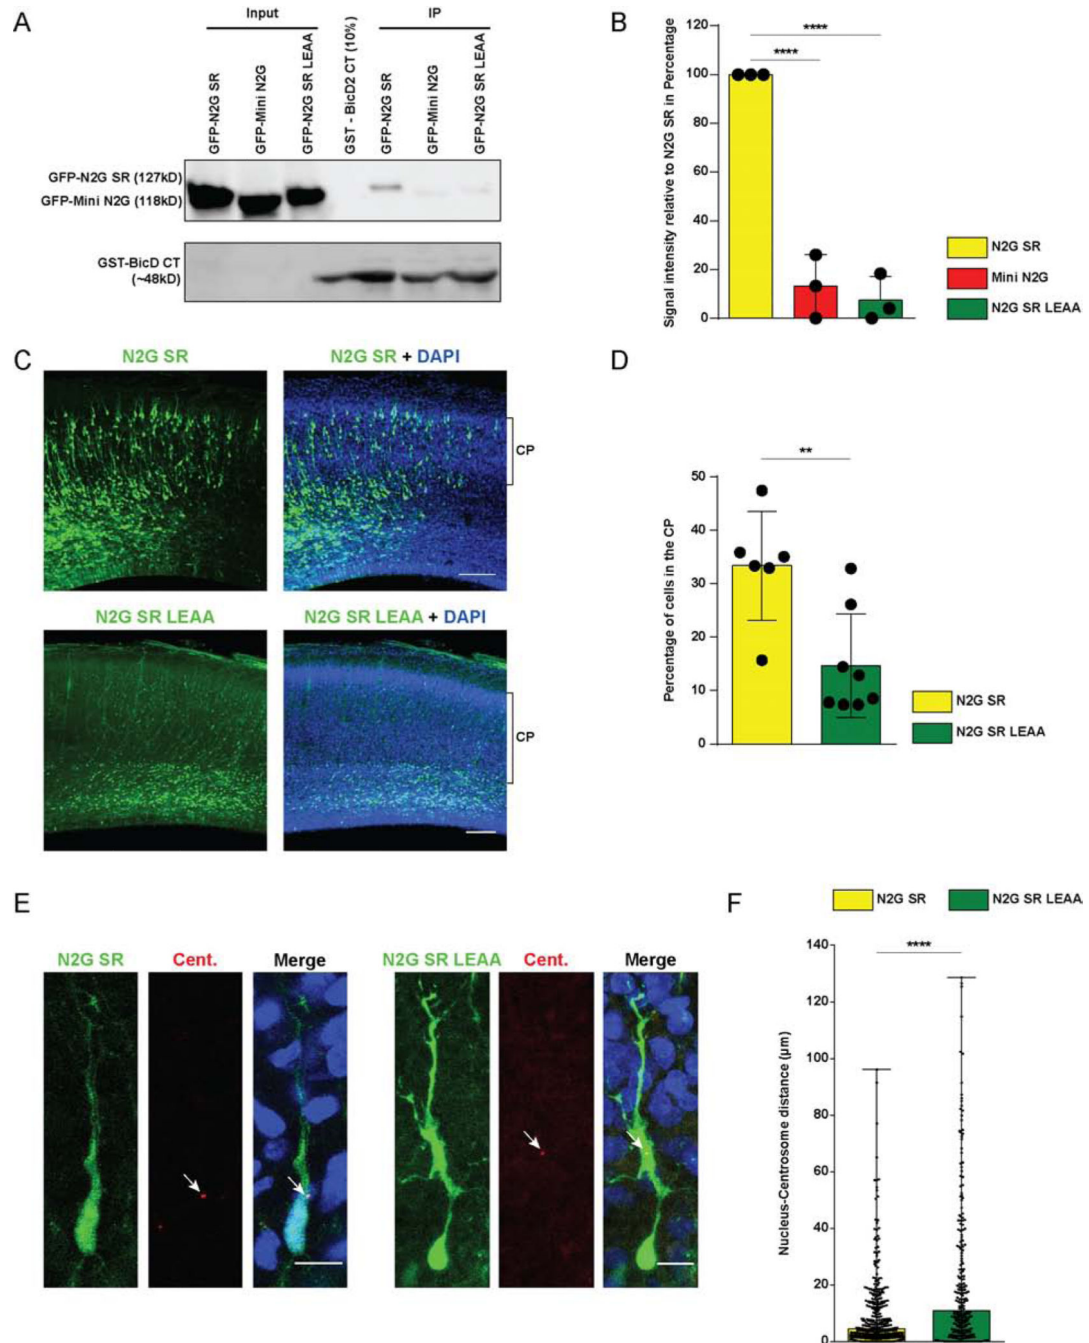 A
Input
IP
GFP-N2G SR
GFP-Mini N2G
GFP-N2G SR LEAA
GST - BicD2 CT (10%)
GFP-N2G SR
GFP-Mini N2G
GFP-N2G SR LEAA
GFP-N2G SR (127kD)
GFP-Mini N2G (118kD)
GST-BicD CT
(~48kD)
B
Signal intensity relative to N2G SR in Percentage
120
100
80
60
40
20
0
****
****
N2G SR
Mini N2G
N2G SR LEAA
C
N2G SR
N2G SR + DAPI
CP
N2G SR LEAA
N2G SR LEAA + DAPI
CP
D
Percentage of cells in the CP
50
40
30
20
10
0
**
N2G SR
N2G SR LEAA
E
N2G SR
Cent.
Merge
N2G SR LEAA
Cent.
Merge
F
N2G SR
N2G SR LEAA
Nucleus-Centrosome distance (µm)
140
120
100
80
60
40
20
0
****